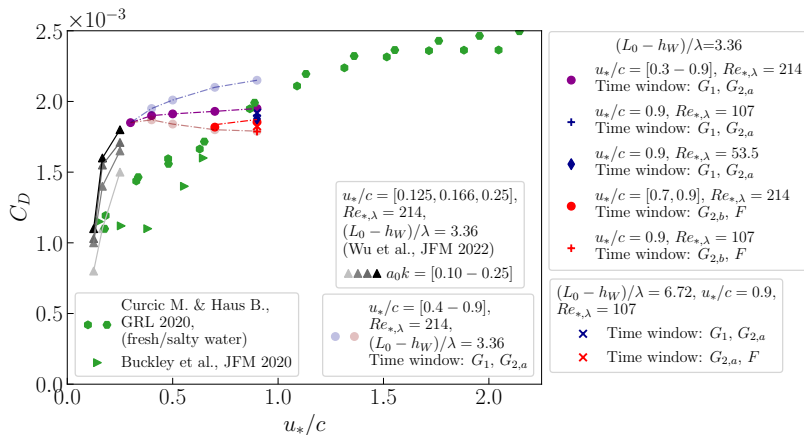 ×10⁻³
2.5
2.0
1.5
1.0
0.5
0.0
C_D
0.0
0.5
1.0
1.5
2.0
u_*/c
Curcic M. & Haus B.,
GRL 2020,
(fresh/salty water)
Buckley et al., JFM 2020
u_*/c = [0.125, 0.166, 0.25],
Re_{*,λ} = 214,
(L_0 − h_W)/λ = 3.36
(Wu et al., JFM 2022)
a_0k = [0.10 − 0.25]
u_*/c = [0.4 − 0.9],
Re_{*,λ} = 214,
(L_0 − h_W)/λ = 3.36
Time window: G_1, G_{2,a}
(L_0 − h_W)/λ=3.36
u_*/c = [0.3 − 0.9], Re_{*,λ} = 214
Time window: G_1, G_{2,a}
u_*/c = 0.9, Re_{*,λ} = 107
Time window: G_1, G_{2,a}
u_*/c = 0.9, Re_{*,λ} = 53.5
Time window: G_1, G_{2,a}
u_*/c = [0.7, 0.9], Re_{*,λ} = 214
Time window: G_{2,b}, F
u_*/c = 0.9, Re_{*,λ} = 107
Time window: G_{2,b}, F
(L_0 − h_W)/λ = 6.72, u_*/c = 0.9,
Re_{*,λ} = 107
Time window: G_1, G_{2,a}
Time window: G_{2,a}, F